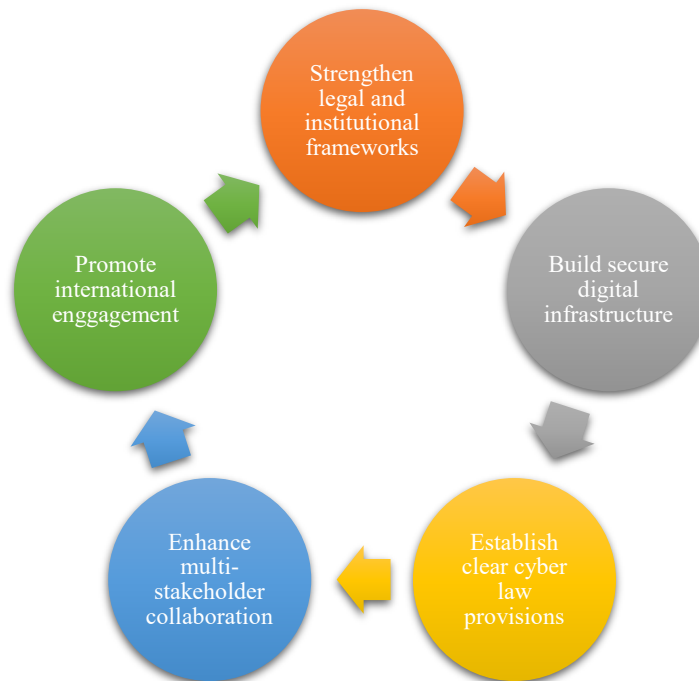 Strengthen
legal and
institutional
frameworks
Build secure
digital
infrastructure
Establish
clear cyber
law
provisions
Enhance
multi-
stakeholder
collaboration
Promote
international
enggagement